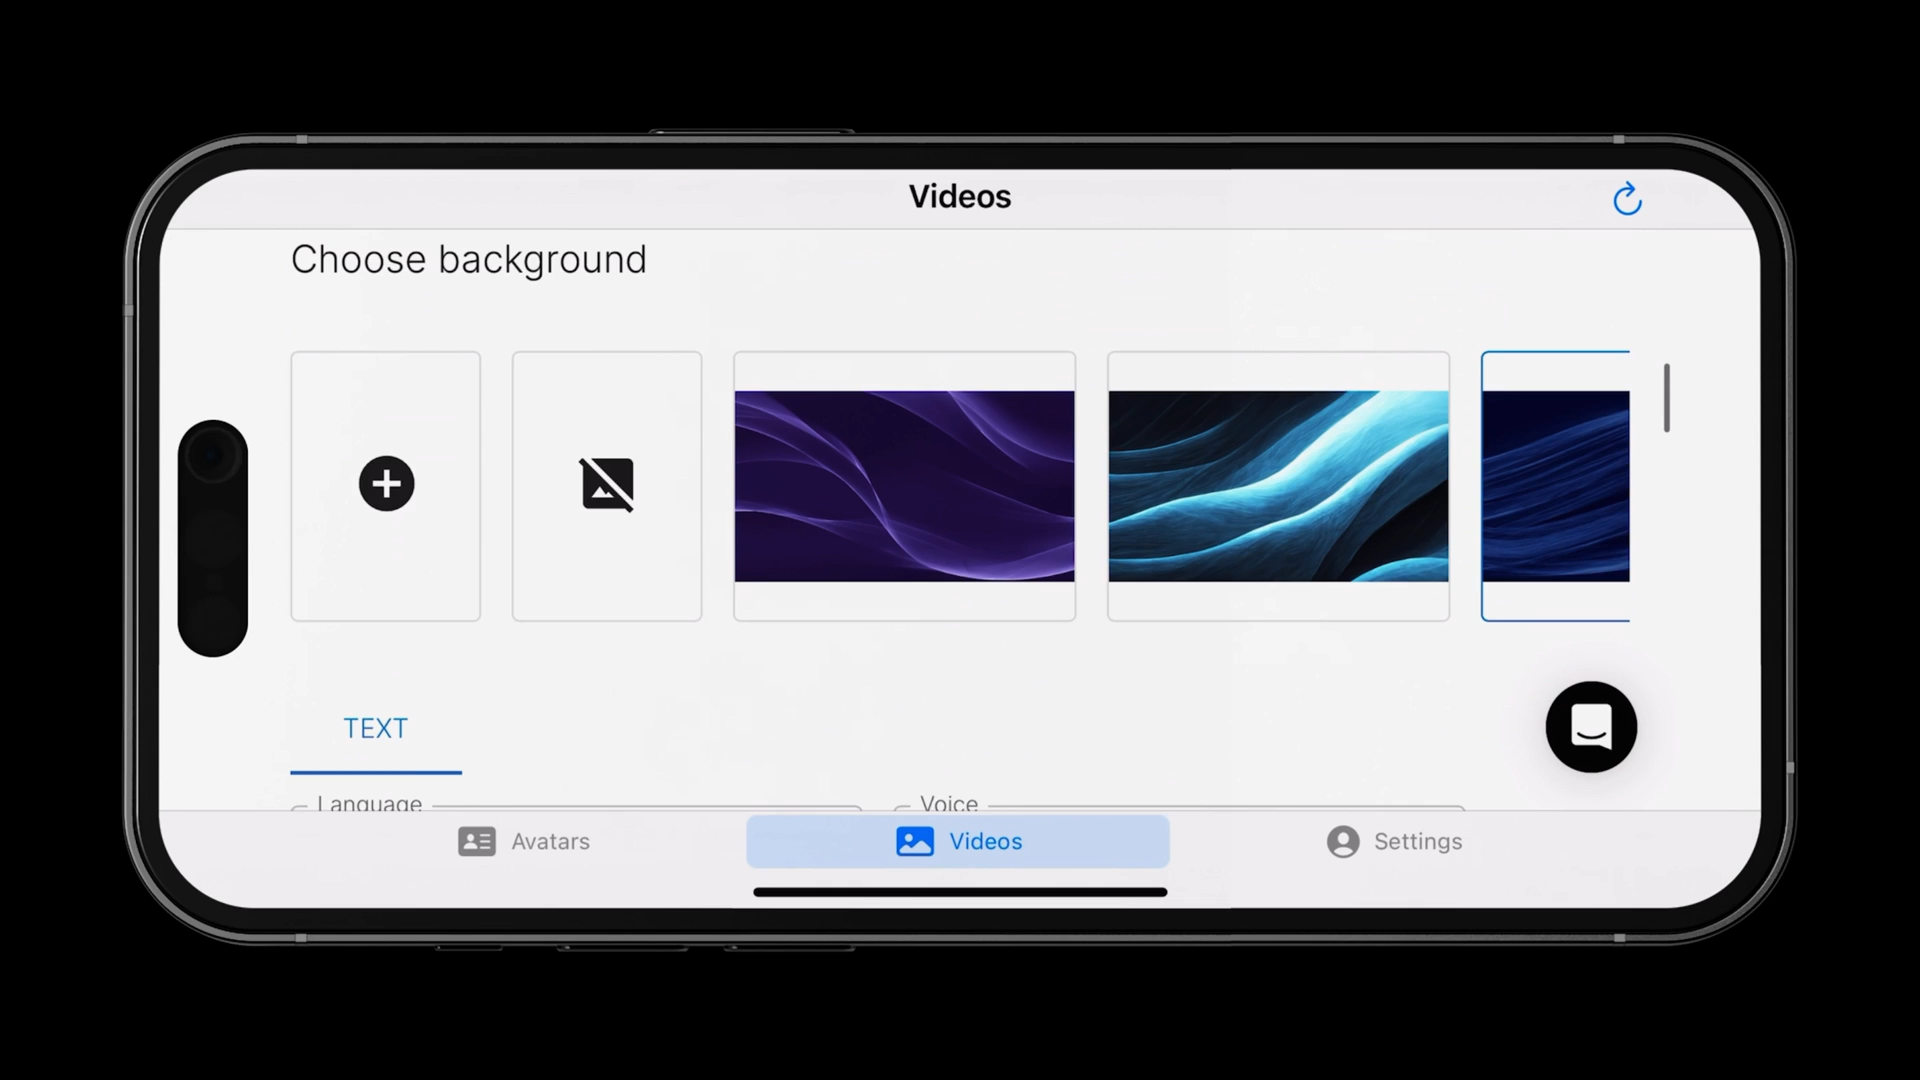 Videos
Choose background
TEXT
Language
Voice
Avatars
Videos
Settings